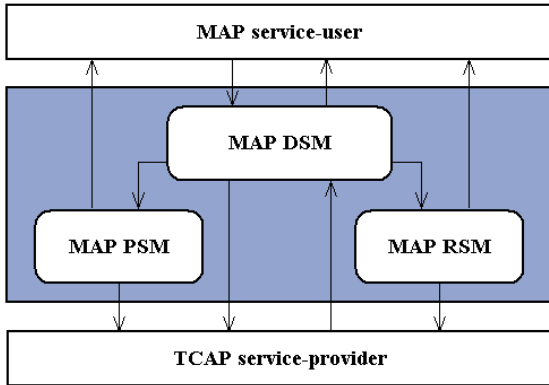 MAP service-user
MAP DSM
MAP PSM
MAP RSM
TCAP service-provider